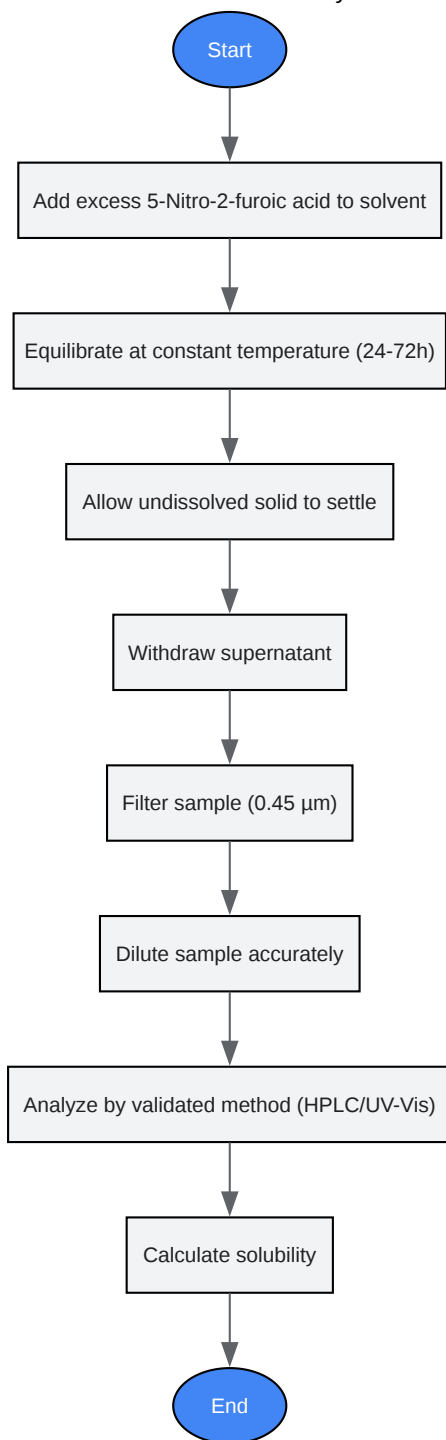 Start
Add excess 5-Nitro-2-furoic acid to solvent
Equilibrate at constant temperature (24-72h)
Allow undissolved solid to settle
Withdraw supernatant
Filter sample (0.45 µm)
Dilute sample accurately
Analyze by validated method (HPLC/UV-Vis)
Calculate solubility
End